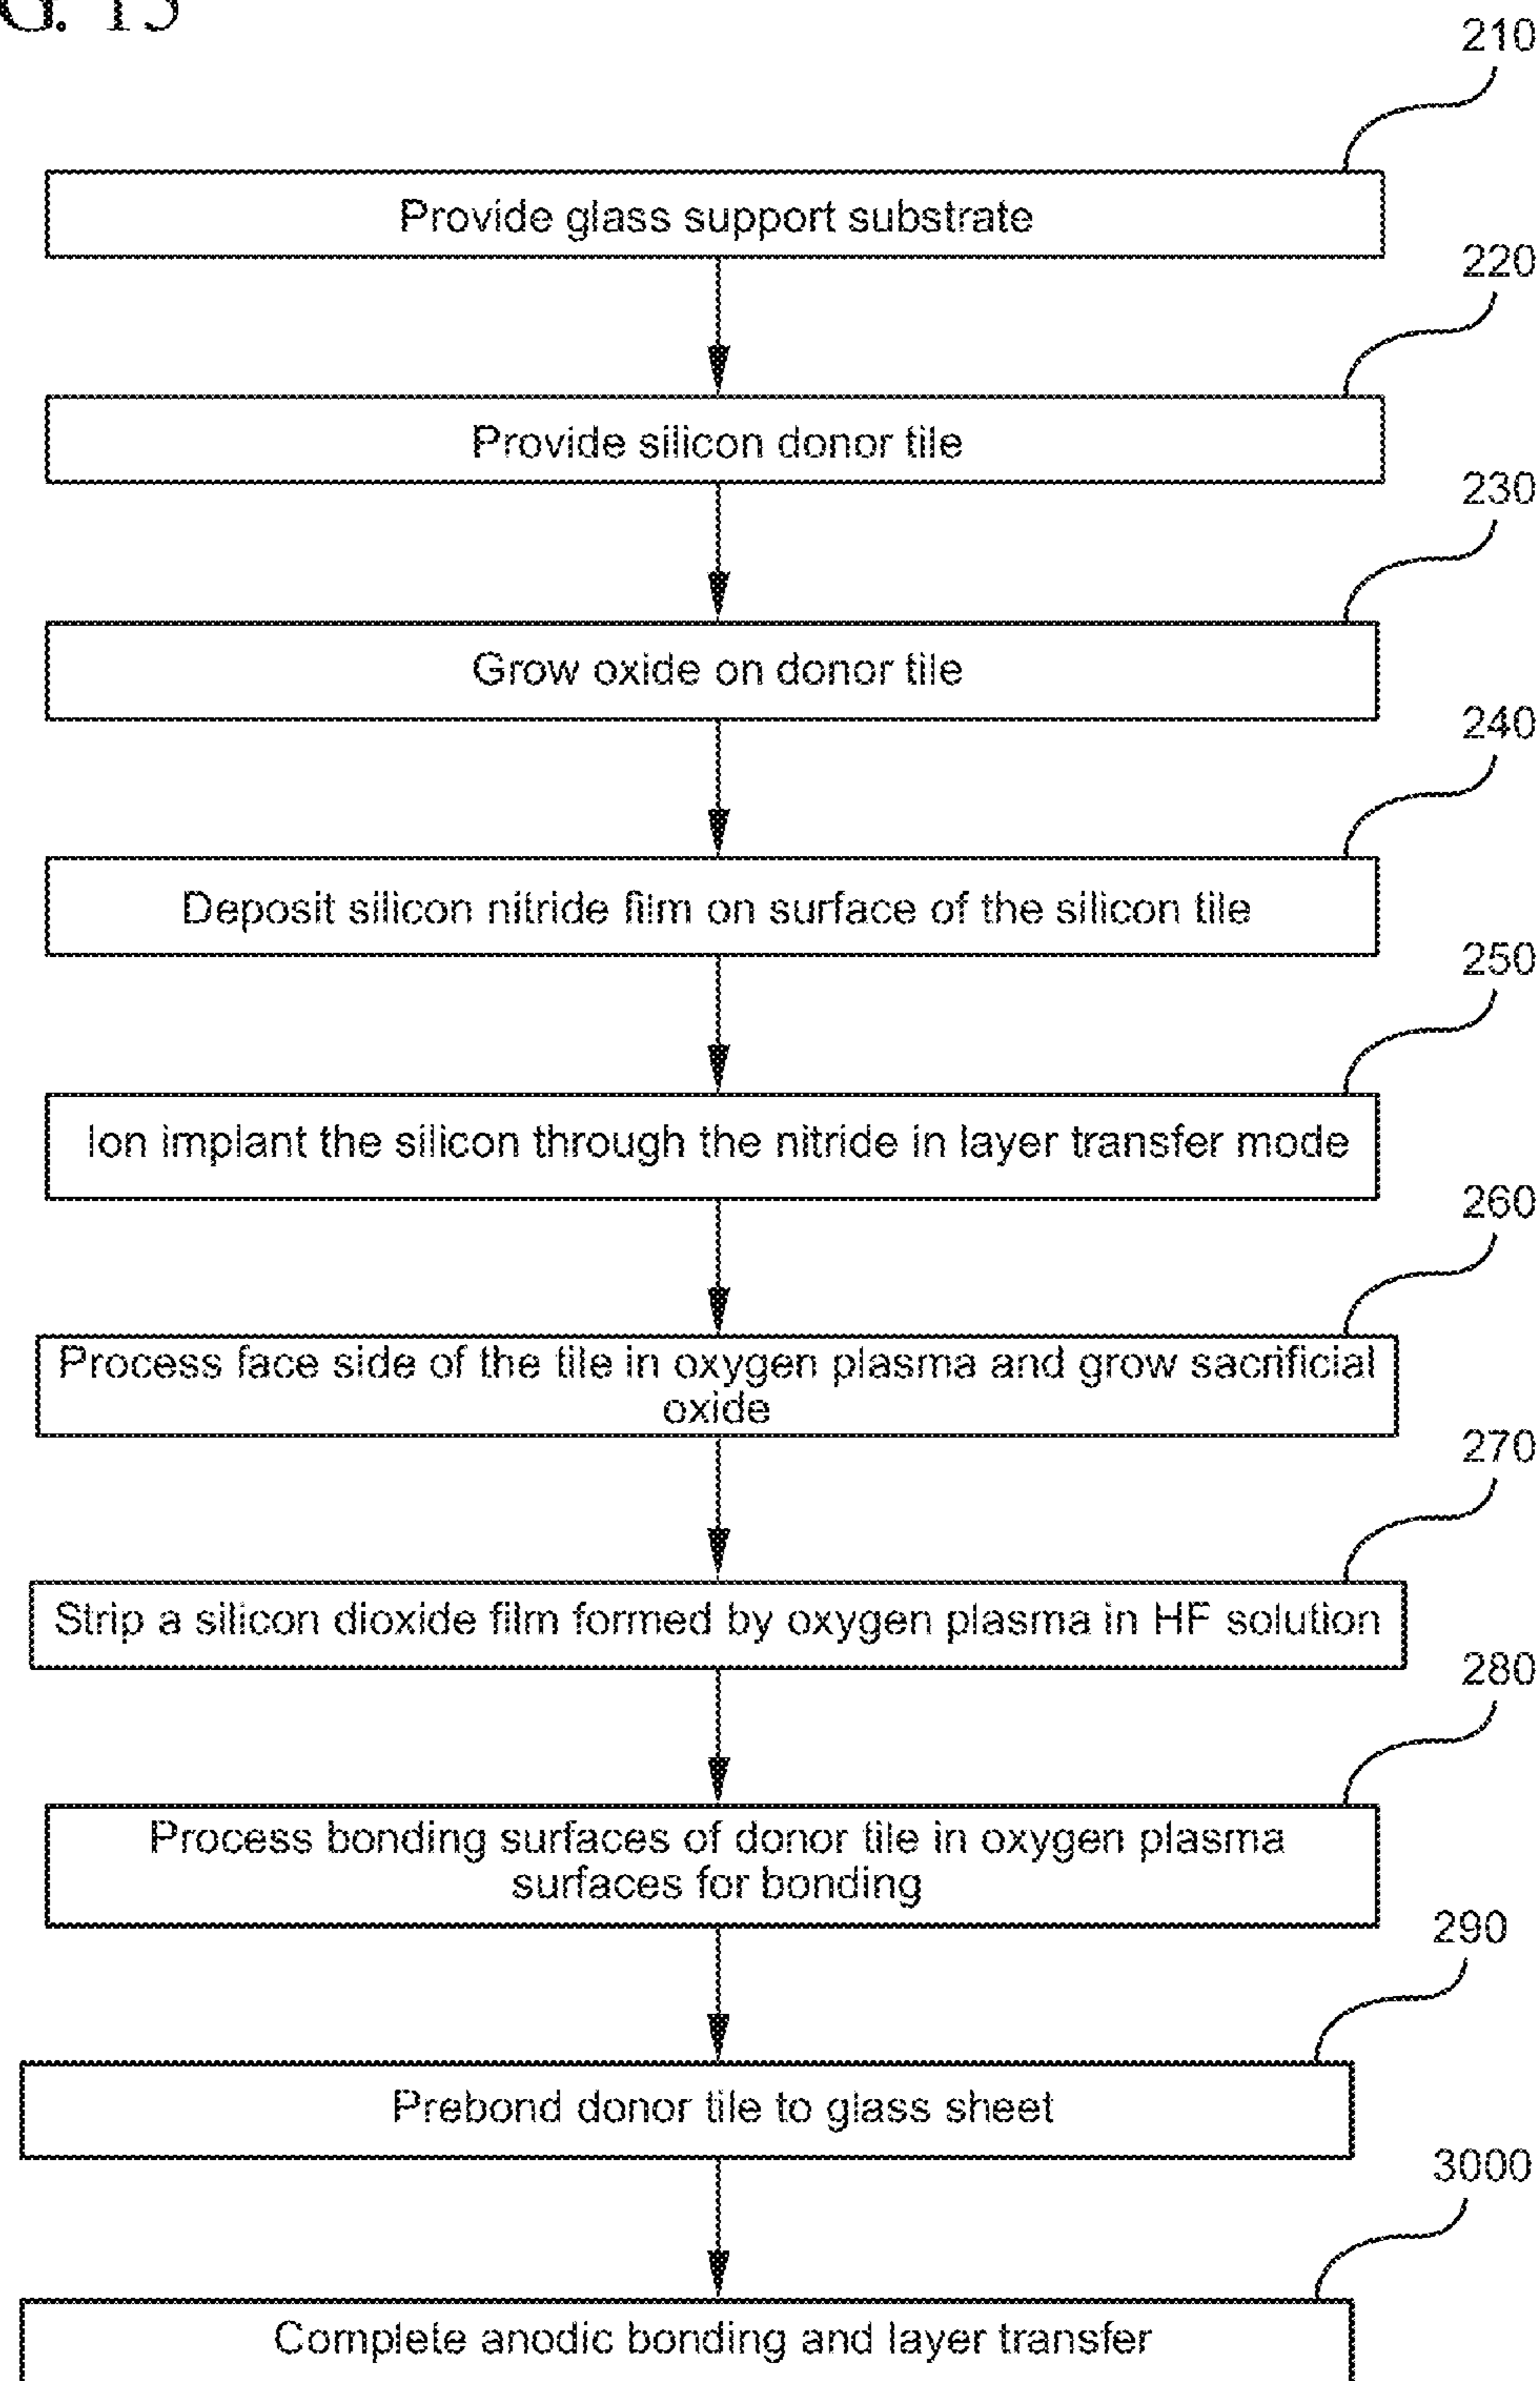 G. 15
210
Provide glass support substrate
220
Provide silicon donor tile
230
Grow oxide on donor tile
240
Deposit silicon nitride film on surface of the silicon tile
250
Ion implant the silicon through the nitride in layer transfer mode
260
Process face side of the tile in oxygen plasma and grow sacrificial
oxide
270
Strip a silicon dioxide film formed by oxygen plasma in HF solution
280
Process bonding surfaces of donor tile in oxygen plasma
surfaces for bonding
290
Prebond donor tile to glass sheet
3000
Complete anodic bonding and layer transfer